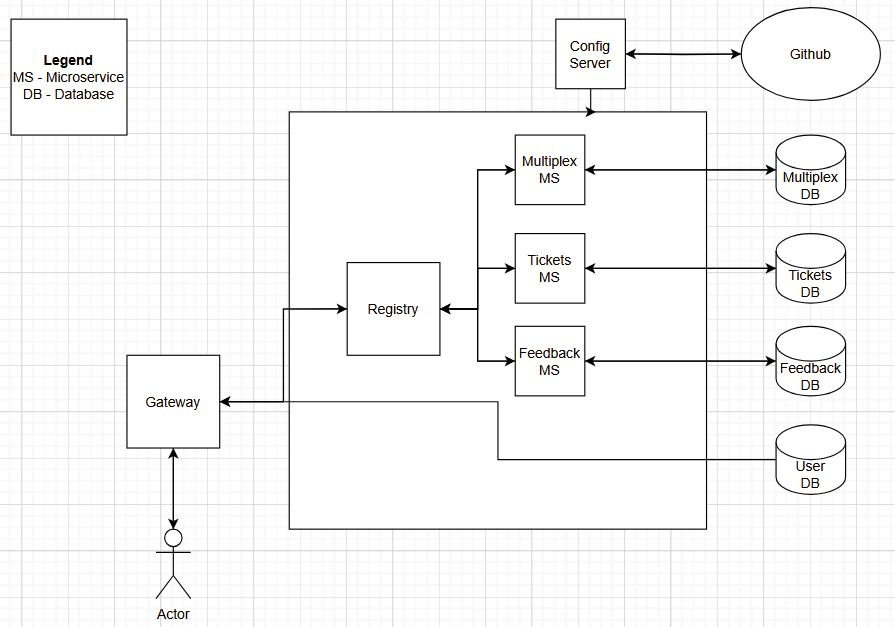 Legend
MS - Microservice
DB - Database
Config
Server
Github
Multiplex
MS
Multiplex
DB
Tickets
MS
Tickets
DB
Registry
Feedback
MS
Feedback
DB
Gateway
User
DB
Actor